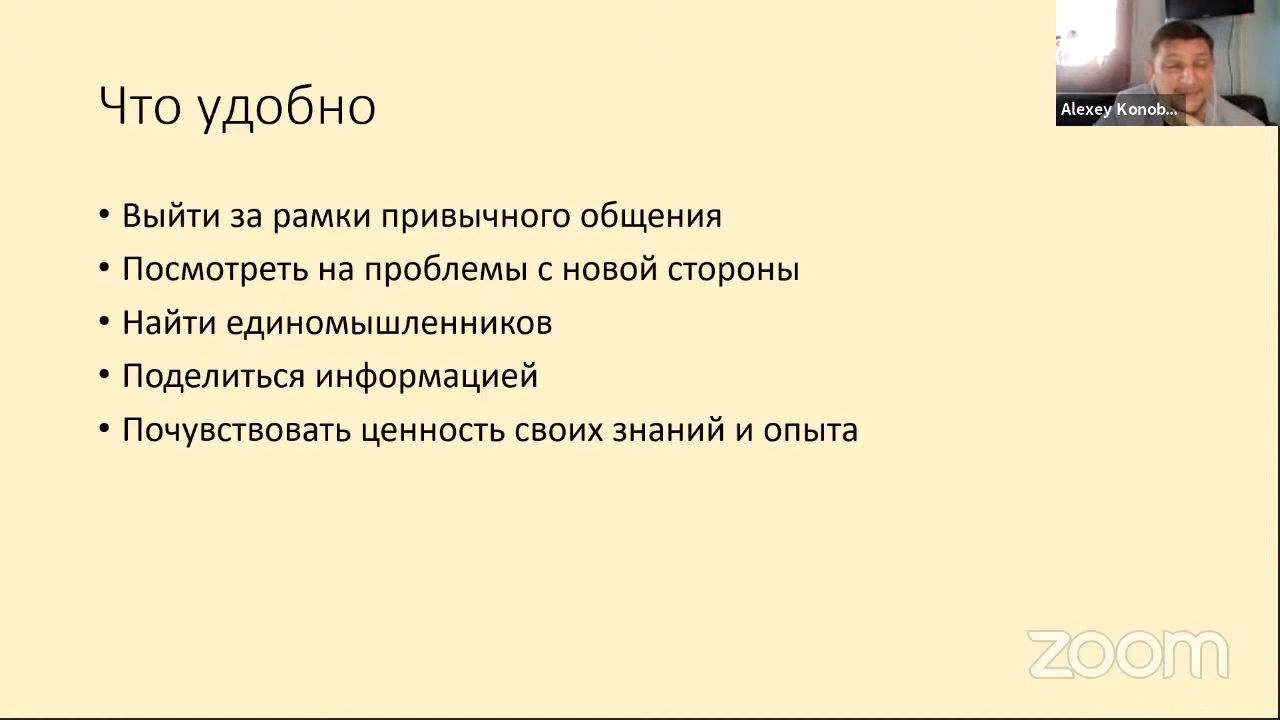 Что удобно
Alexey Konob...
• Выйти за рамки привычного общения
• Посмотреть на проблемы с новой стороны
• Найти единомышленников
• Поделиться информацией
• Почувствовать ценность своих знаний и опыта
zoom